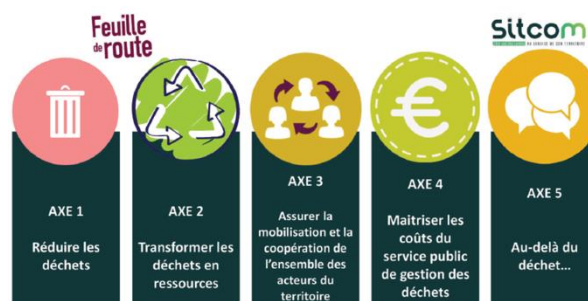 Feuille
de route
Sitcom
AXE 1
Réduire les
déchets
AXE 2
Transformer les
déchets en
ressources
AXE 3
Assurer la
mobilisation et la
coopération de
l'ensemble des
acteurs du
territoire
AXE 4
Maitriser les
coûts du
service public
de gestion des
déchets
AXE 5
Au-delà du
déchet...